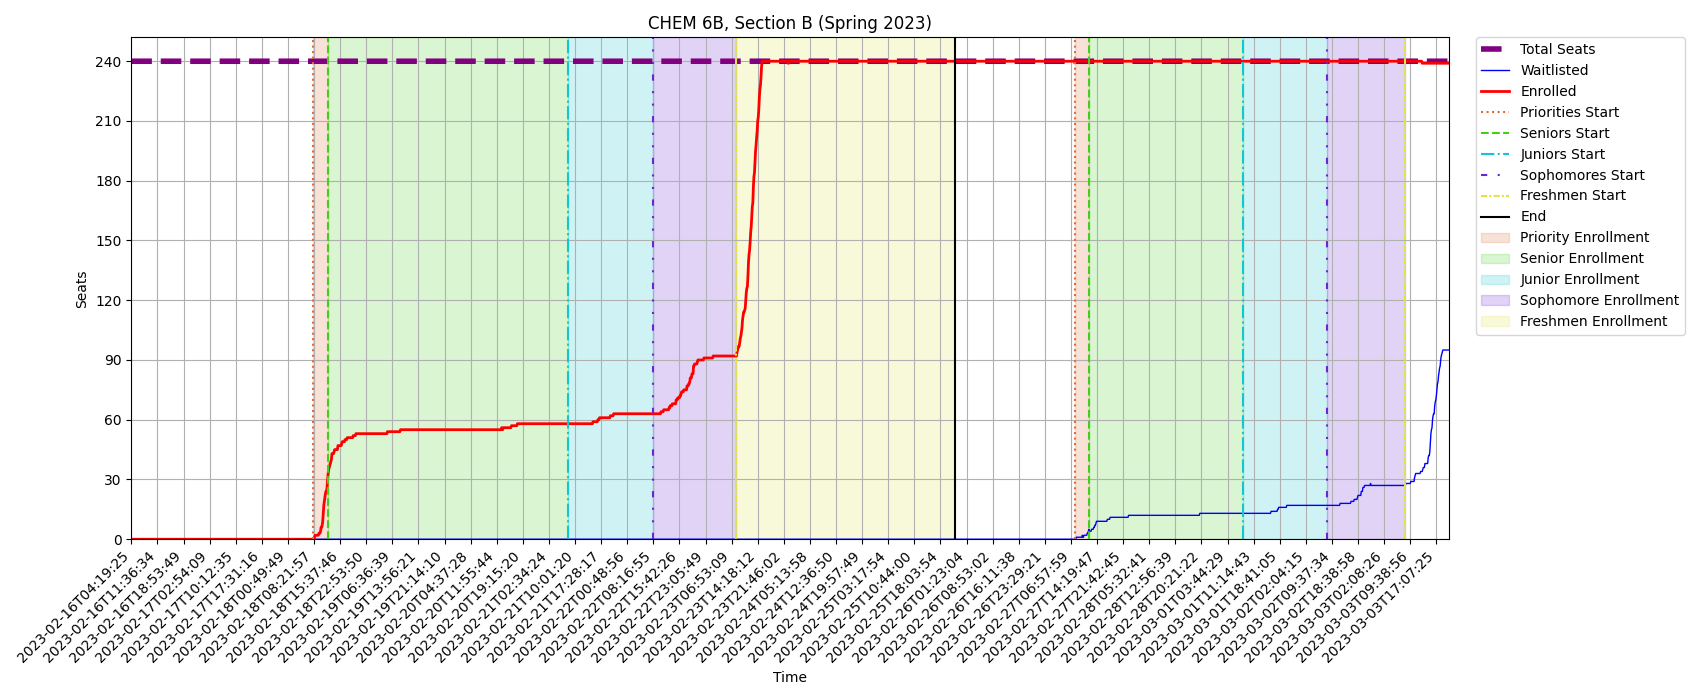 CHEM 6B, Section B (Spring 2023)
Seats
240
210
180
150
120
90
60
30
0
2023-02-16T04:19:25
2023-02-16T11:36:34
2023-02-16T18:53:49
2023-02-17T02:54:09
2023-02-17T10:12:35
2023-02-17T17:31:16
2023-02-18T00:49:49
2023-02-18T08:21:57
2023-02-18T15:37:46
2023-02-18T22:53:50
2023-02-19T06:36:39
2023-02-19T13:56:21
2023-02-19T21:14:10
2023-02-20T04:37:28
2023-02-20T11:55:44
2023-02-20T19:15:20
2023-02-21T02:34:24
2023-02-21T10:01:20
2023-02-21T17:28:17
2023-02-22T00:48:56
2023-02-22T08:16:55
2023-02-22T15:42:26
2023-02-22T23:05:49
2023-02-23T06:53:09
2023-02-23T14:18:12
2023-02-23T21:46:02
2023-02-24T05:13:58
2023-02-24T12:36:50
2023-02-24T19:57:49
2023-02-25T03:17:54
2023-02-25T10:44:00
2023-02-25T18:03:54
2023-02-26T01:23:04
2023-02-26T08:53:02
2023-02-26T16:11:38
2023-02-26T23:29:21
2023-02-27T06:57:59
2023-02-27T14:19:47
2023-02-27T21:42:45
2023-02-28T05:32:41
2023-02-28T12:56:39
2023-02-28T20:21:22
2023-03-01T03:44:29
2023-03-01T11:14:43
2023-03-01T18:41:05
2023-03-02T02:04:15
2023-03-02T09:37:34
2023-03-02T18:38:58
2023-03-03T02:08:26
2023-03-03T09:38:56
2023-03-03T17:07:25
Time
Total Seats
Waitlisted
Enrolled
Priorities Start
Seniors Start
Juniors Start
Sophomores Start
Freshmen Start
End
Priority Enrollment
Senior Enrollment
Junior Enrollment
Sophomore Enrollment
Freshmen Enrollment